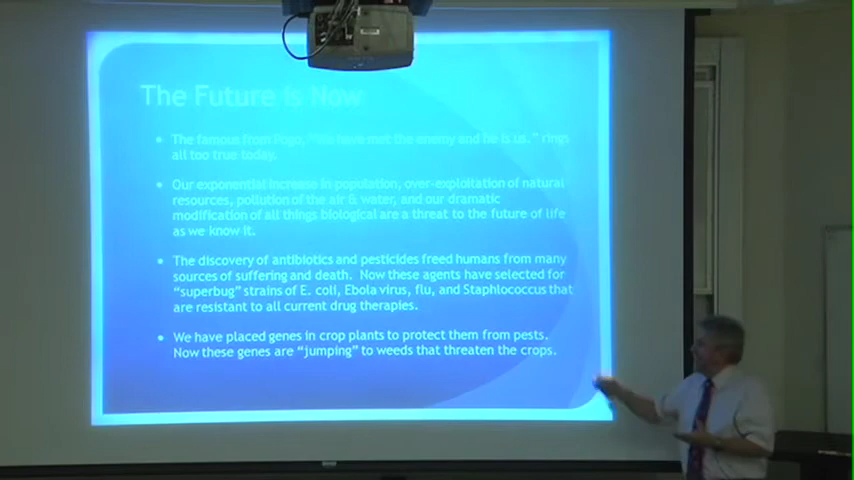 The Future is Now
• The famous from Pogo, "We have met the enemy and he is us." rings
all too true today.
• Our exponential increase in population, over-exploitation of natural
resources, pollution of the air & water, and our dramatic
modification of all things biological are a threat to the future of life
as we know it.
• The discovery of antibiotics and pesticides freed humans from many
sources of suffering and death. Now these agents have selected for
"superbug" strains of E. coli, Ebola virus, flu, and Staphlococcus that
are resistant to all current drug therapies.
• We have placed genes in crop plants to protect them from pests.
Now these genes are "jumping" to weeds that threaten the crops.